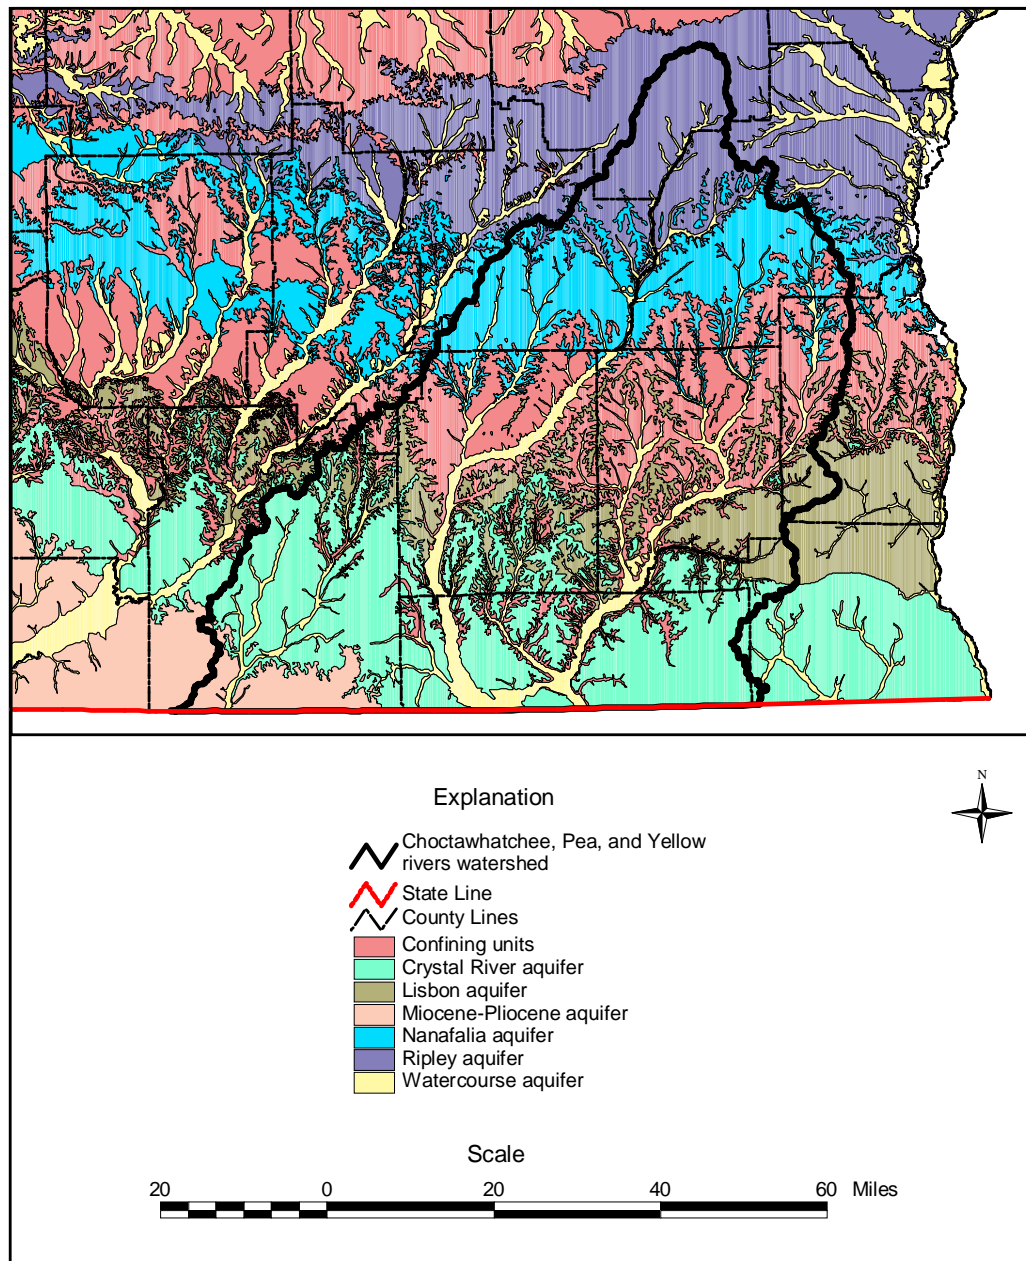 Explanation
N
Choctawhatchee, Pea, and Yellow
rivers watershed
State Line
County Lines
Confining units
Crystal River aquifer
Lisbon aquifer
Miocene-Pliocene aquifer
Nanafalia aquifer
Ripley aquifer
Watercourse aquifer
Scale
20 0 20 40 60 Miles